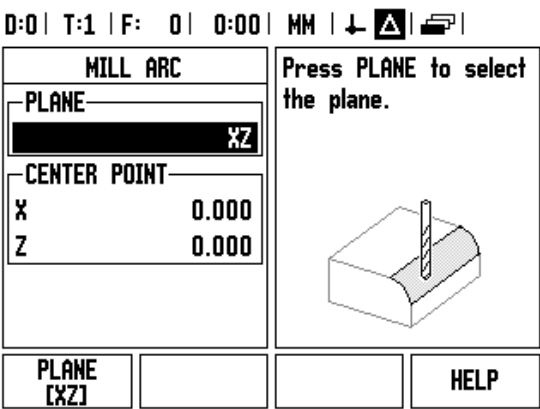 D:0 | T:1 | F: 0 | 0:00 | MM |
MILL ARC
PLANE
XZ
CENTER POINT
X 0.000
Z 0.000
Press PLANE to select
the plane.
PLANE
[XZ]
HELP